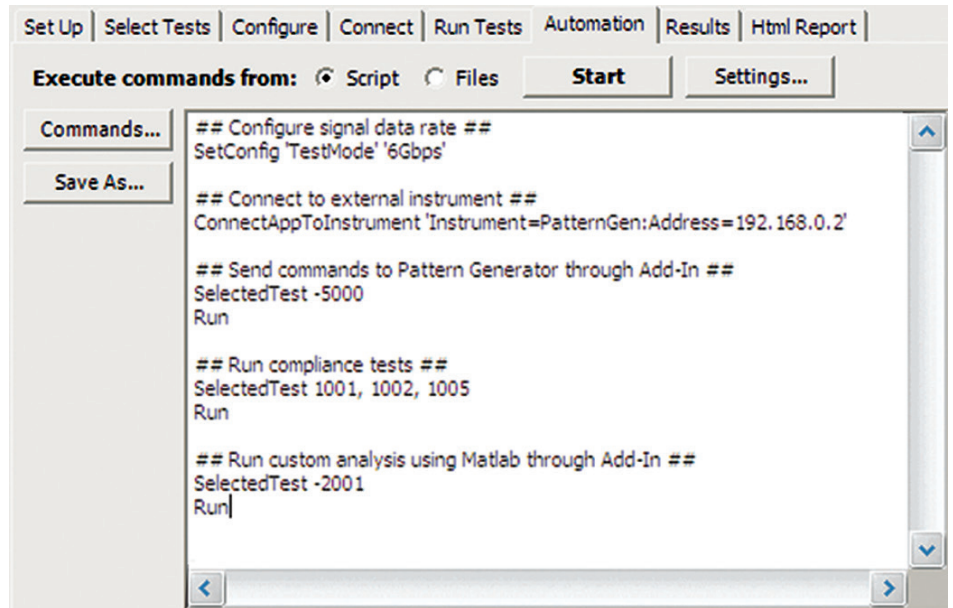 Set Up Select Tests Configure Connect Run Tests Automation Results Html Report
Execute commands from: Script Files Start Settings...
Commands...
Save As...
## Configure signal data rate ##
SetConfig 'TestMode' '6Gbps'
## Connect to external instrument ##
ConnectAppToInstrument 'Instrument=PatternGen:Address=192.168.0.2'
## Send commands to Pattern Generator through Add-In ##
SelectedTest -5000
Run
## Run compliance tests ##
SelectedTest 1001, 1002, 1005
Run
## Run custom analysis using Matlab through Add-In ##
SelectedTest -2001
Run